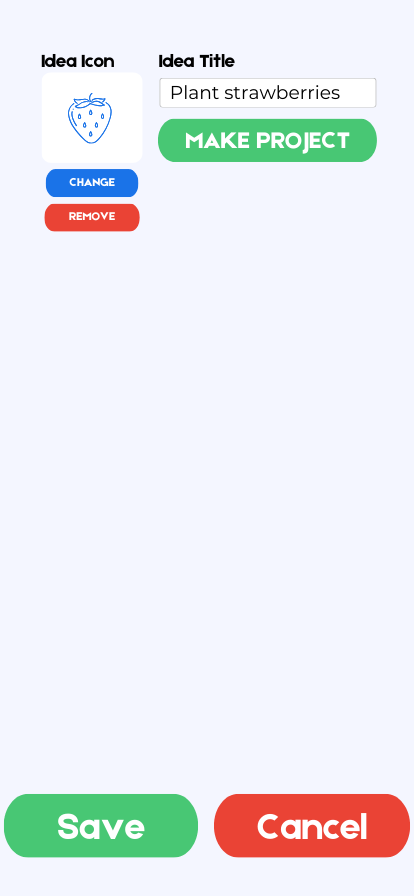 Idea Icon
Idea Title
Plant strawberries
MAKE PROJECT
CHANGE
REMOVE
Save
Cancel